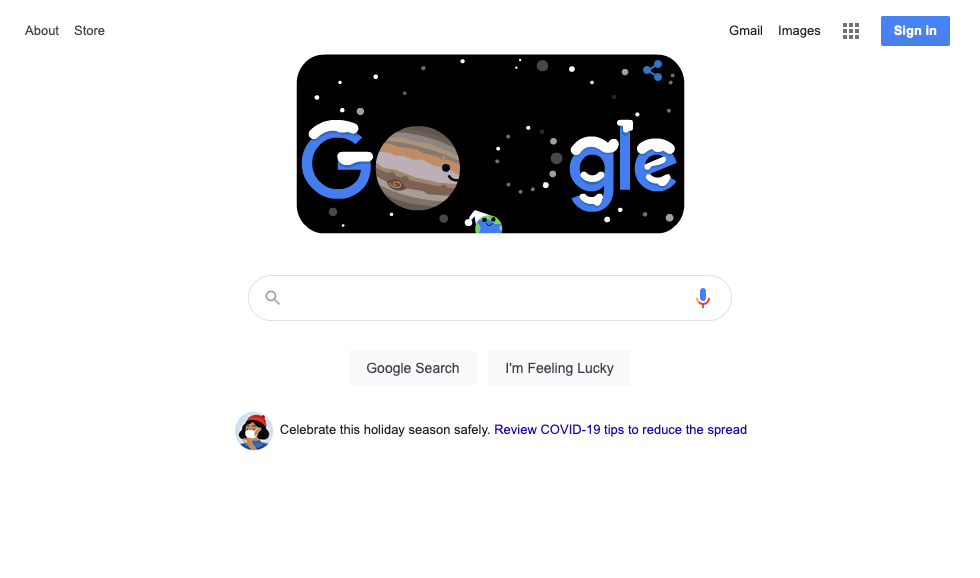 About Store Gmail Images Sign in
G gle
Google Search I'm Feeling Lucky
Celebrate this holiday season safely. Review COVID-19 tips to reduce the spread